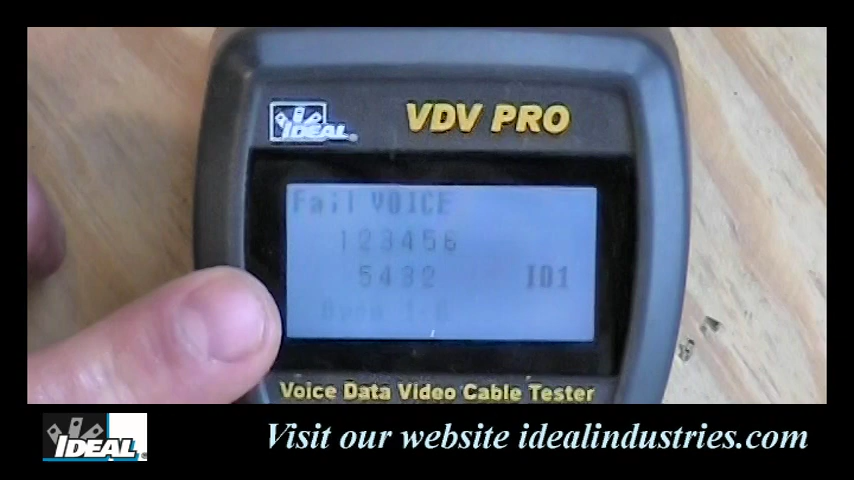 IDEAL
VDV PRO
Fail VOICE
123456
5432 ID1
Voice Data Video Cable Tester
IDEAL
Visit our website idealindustries.com